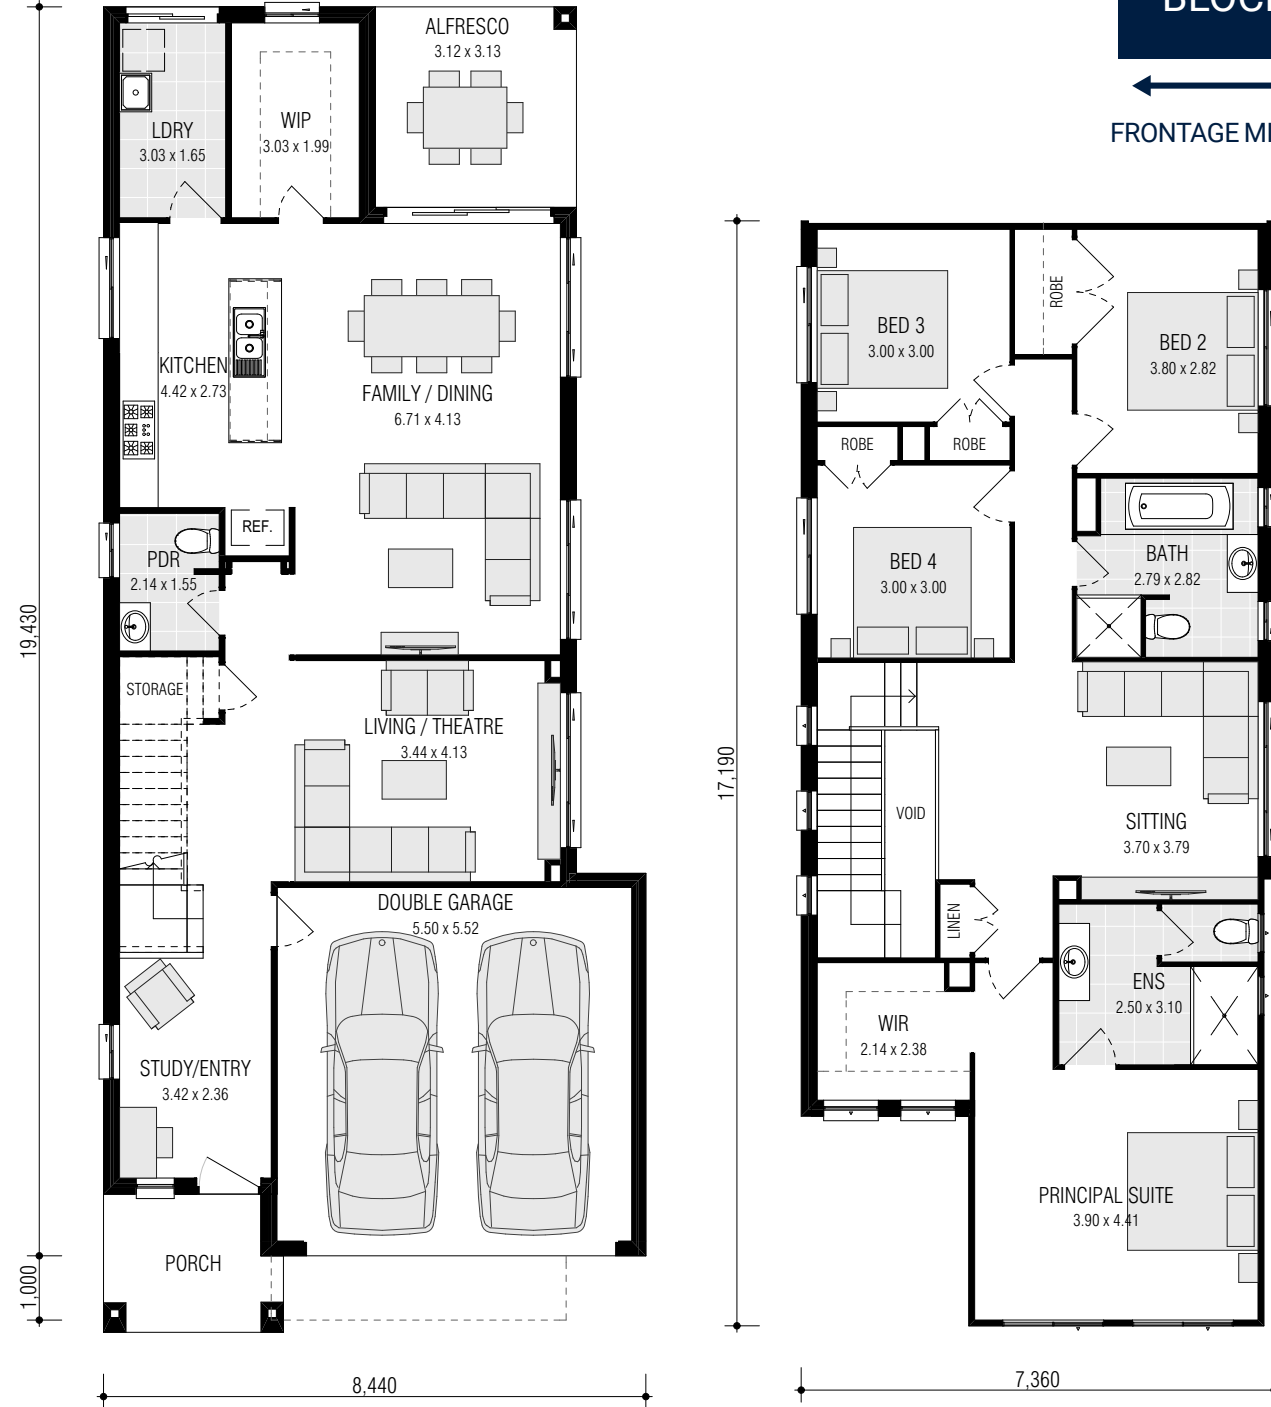 ALFRESCO
3.12 x 3.13
LDRY
3.03 x 1.65
WIP
3.03 x 1.99
KITCHEN
4.42 x 2.73
FAMILY / DINING
6.71 x 4.13
REF.
PDR
2.14 x 1.55
STORAGE
LIVING / THEATRE
3.44 x 4.13
DOUBLE GARAGE
5.50 x 5.52
STUDY/ENTRY
3.42 x 2.36
PORCH
19,430
1,000
8,440
FRONTAGE
BED 3
3.00 x 3.00
ROBE
BED 2
3.80 x 2.82
ROBE
ROBE
BED 4
3.00 x 3.00
BATH
2.79 x 2.82
VOID
SITTING
3.70 x 3.79
LINEN
ENS
2.50 x 3.10
WIR
2.14 x 2.38
PRINCIPAL SUITE
3.90 x 4.41
17,190
7,360